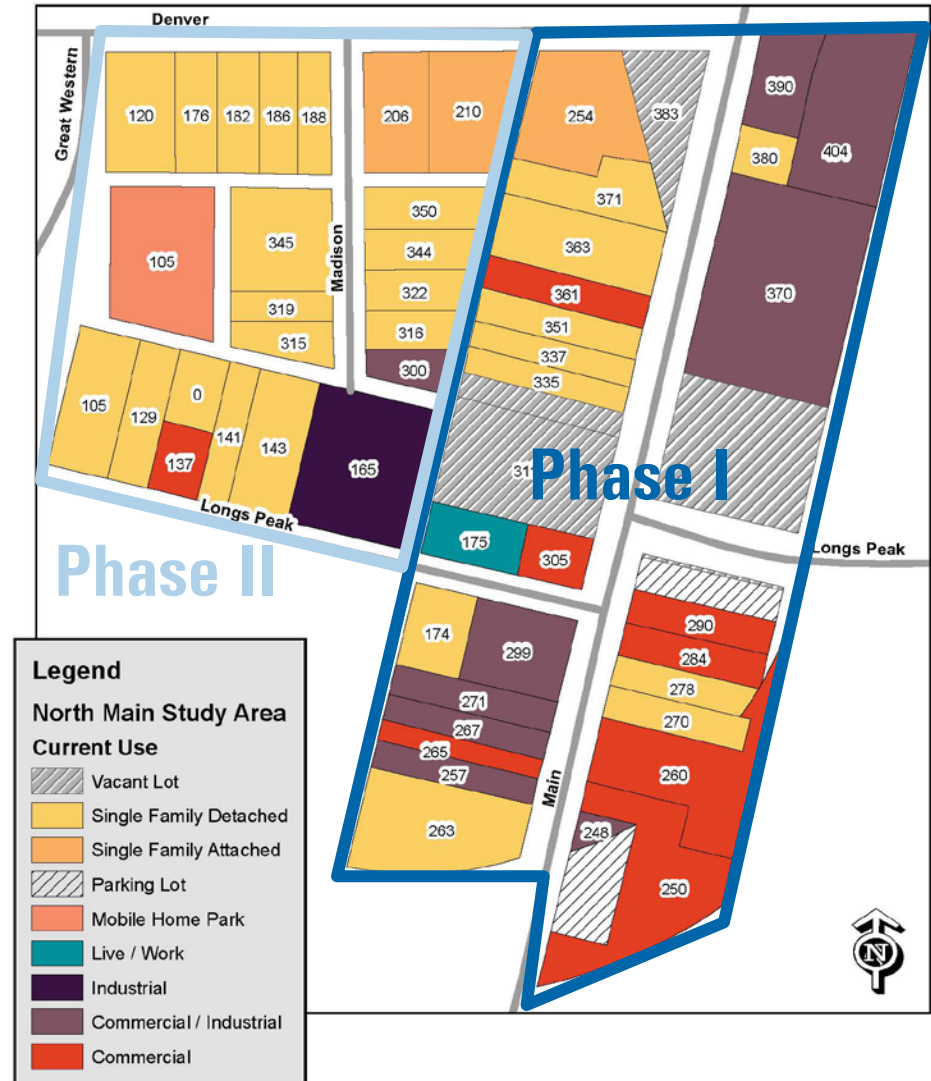 Denver
Great Western
120 176 182 186 188
206 210 254 383
390
404
380
105
345
319
315
Madison
350
344
322
316
300
371
363
361
351
337
335
370
105 129 0 141 143
137
165
31
Phase I
Longs Peak
175 305
Longs Peak
Phase II
174 299
271
267
265
257
263
Main
290
284
278
270
260
248
250
N
Legend
North Main Study Area
Current Use
Vacant Lot
Single Family Detached
Single Family Attached
Parking Lot
Mobile Home Park
Live / Work
Industrial
Commercial / Industrial
Commercial